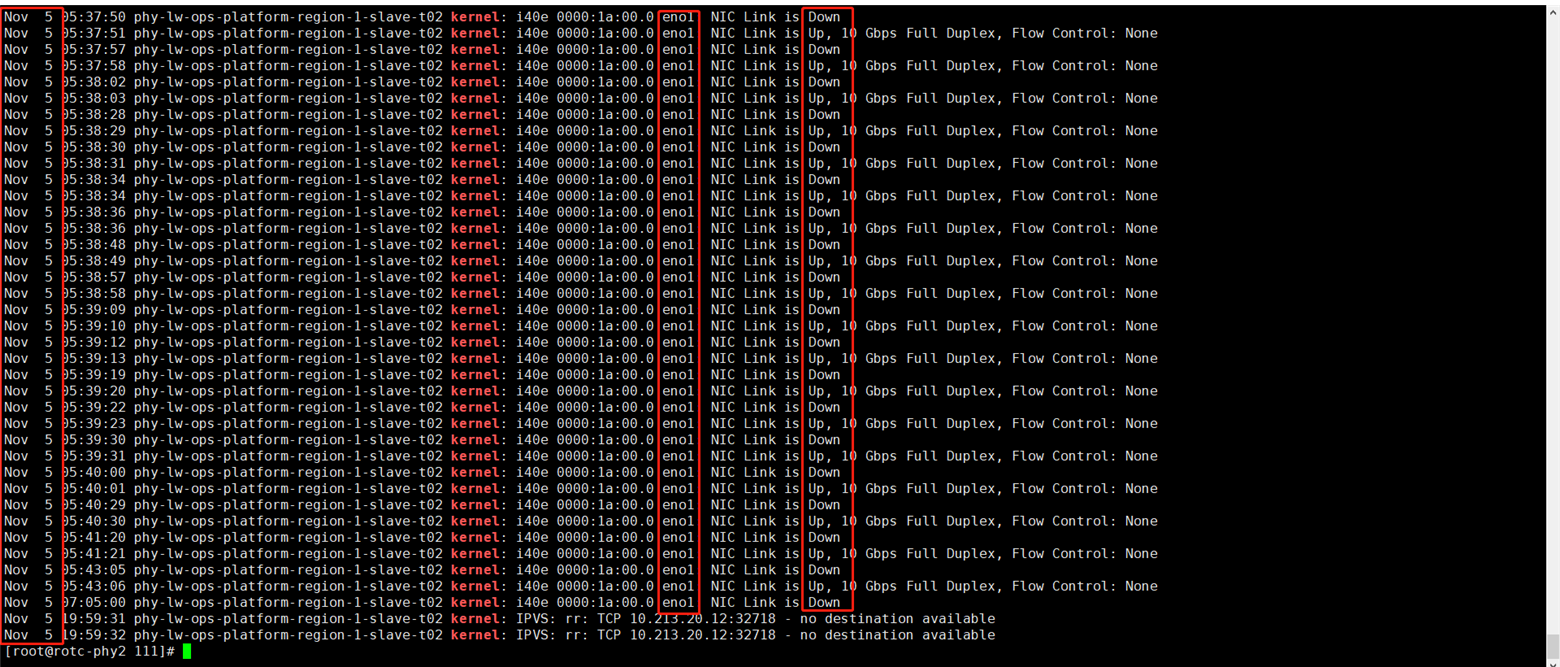 Nov  5 05:37:50 phy-lw-ops-platform-region-1-slave-t02 kernel: i40e 0000:1a:00.0 eno1  NIC Link is Down
Nov  5 05:37:51 phy-lw-ops-platform-region-1-slave-t02 kernel: i40e 0000:1a:00.0 eno1  NIC Link is Up, 10 Gbps Full Duplex, Flow Control: None
Nov  5 05:37:57 phy-lw-ops-platform-region-1-slave-t02 kernel: i40e 0000:1a:00.0 eno1  NIC Link is Down
Nov  5 05:37:58 phy-lw-ops-platform-region-1-slave-t02 kernel: i40e 0000:1a:00.0 eno1  NIC Link is Up, 10 Gbps Full Duplex, Flow Control: None
Nov  5 05:38:02 phy-lw-ops-platform-region-1-slave-t02 kernel: i40e 0000:1a:00.0 eno1  NIC Link is Down
Nov  5 05:38:03 phy-lw-ops-platform-region-1-slave-t02 kernel: i40e 0000:1a:00.0 eno1  NIC Link is Up, 10 Gbps Full Duplex, Flow Control: None
Nov  5 05:38:28 phy-lw-ops-platform-region-1-slave-t02 kernel: i40e 0000:1a:00.0 eno1  NIC Link is Down
Nov  5 05:38:29 phy-lw-ops-platform-region-1-slave-t02 kernel: i40e 0000:1a:00.0 eno1  NIC Link is Up, 10 Gbps Full Duplex, Flow Control: None
Nov  5 05:38:30 phy-lw-ops-platform-region-1-slave-t02 kernel: i40e 0000:1a:00.0 eno1  NIC Link is Down
Nov  5 05:38:31 phy-lw-ops-platform-region-1-slave-t02 kernel: i40e 0000:1a:00.0 eno1  NIC Link is Up, 10 Gbps Full Duplex, Flow Control: None
Nov  5 05:38:34 phy-lw-ops-platform-region-1-slave-t02 kernel: i40e 0000:1a:00.0 eno1  NIC Link is Down
Nov  5 05:38:34 phy-lw-ops-platform-region-1-slave-t02 kernel: i40e 0000:1a:00.0 eno1  NIC Link is Up, 10 Gbps Full Duplex, Flow Control: None
Nov  5 05:38:36 phy-lw-ops-platform-region-1-slave-t02 kernel: i40e 0000:1a:00.0 eno1  NIC Link is Down
Nov  5 05:38:36 phy-lw-ops-platform-region-1-slave-t02 kernel: i40e 0000:1a:00.0 eno1  NIC Link is Up, 10 Gbps Full Duplex, Flow Control: None
Nov  5 05:38:48 phy-lw-ops-platform-region-1-slave-t02 kernel: i40e 0000:1a:00.0 eno1  NIC Link is Down
Nov  5 05:38:49 phy-lw-ops-platform-region-1-slave-t02 kernel: i40e 0000:1a:00.0 eno1  NIC Link is Up, 10 Gbps Full Duplex, Flow Control: None
Nov  5 05:38:57 phy-lw-ops-platform-region-1-slave-t02 kernel: i40e 0000:1a:00.0 eno1  NIC Link is Down
Nov  5 05:38:58 phy-lw-ops-platform-region-1-slave-t02 kernel: i40e 0000:1a:00.0 eno1  NIC Link is Up, 10 Gbps Full Duplex, Flow Control: None
Nov  5 05:39:09 phy-lw-ops-platform-region-1-slave-t02 kernel: i40e 0000:1a:00.0 eno1  NIC Link is Down
Nov  5 05:39:10 phy-lw-ops-platform-region-1-slave-t02 kernel: i40e 0000:1a:00.0 eno1  NIC Link is Up, 10 Gbps Full Duplex, Flow Control: None
Nov  5 05:39:12 phy-lw-ops-platform-region-1-slave-t02 kernel: i40e 0000:1a:00.0 eno1  NIC Link is Down
Nov  5 05:39:13 phy-lw-ops-platform-region-1-slave-t02 kernel: i40e 0000:1a:00.0 eno1  NIC Link is Up, 10 Gbps Full Duplex, Flow Control: None
Nov  5 05:39:19 phy-lw-ops-platform-region-1-slave-t02 kernel: i40e 0000:1a:00.0 eno1  NIC Link is Down
Nov  5 05:39:20 phy-lw-ops-platform-region-1-slave-t02 kernel: i40e 0000:1a:00.0 eno1  NIC Link is Up, 10 Gbps Full Duplex, Flow Control: None
Nov  5 05:39:22 phy-lw-ops-platform-region-1-slave-t02 kernel: i40e 0000:1a:00.0 eno1  NIC Link is Down
Nov  5 05:39:23 phy-lw-ops-platform-region-1-slave-t02 kernel: i40e 0000:1a:00.0 eno1  NIC Link is Up, 10 Gbps Full Duplex, Flow Control: None
Nov  5 05:39:30 phy-lw-ops-platform-region-1-slave-t02 kernel: i40e 0000:1a:00.0 eno1  NIC Link is Down
Nov  5 05:39:31 phy-lw-ops-platform-region-1-slave-t02 kernel: i40e 0000:1a:00.0 eno1  NIC Link is Up, 10 Gbps Full Duplex, Flow Control: None
Nov  5 05:40:00 phy-lw-ops-platform-region-1-slave-t02 kernel: i40e 0000:1a:00.0 eno1  NIC Link is Down
Nov  5 05:40:01 phy-lw-ops-platform-region-1-slave-t02 kernel: i40e 0000:1a:00.0 eno1  NIC Link is Up, 10 Gbps Full Duplex, Flow Control: None
Nov  5 05:40:29 phy-lw-ops-platform-region-1-slave-t02 kernel: i40e 0000:1a:00.0 eno1  NIC Link is Down
Nov  5 05:40:30 phy-lw-ops-platform-region-1-slave-t02 kernel: i40e 0000:1a:00.0 eno1  NIC Link is Up, 10 Gbps Full Duplex, Flow Control: None
Nov  5 05:41:20 phy-lw-ops-platform-region-1-slave-t02 kernel: i40e 0000:1a:00.0 eno1  NIC Link is Down
Nov  5 05:41:21 phy-lw-ops-platform-region-1-slave-t02 kernel: i40e 0000:1a:00.0 eno1  NIC Link is Up, 10 Gbps Full Duplex, Flow Control: None
Nov  5 05:43:05 phy-lw-ops-platform-region-1-slave-t02 kernel: i40e 0000:1a:00.0 eno1  NIC Link is Down
Nov  5 05:43:06 phy-lw-ops-platform-region-1-slave-t02 kernel: i40e 0000:1a:00.0 eno1  NIC Link is Up, 10 Gbps Full Duplex, Flow Control: None
Nov  5 07:05:00 phy-lw-ops-platform-region-1-slave-t02 kernel: i40e 0000:1a:00.0 eno1  NIC Link is Down
Nov  5 19:59:31 phy-lw-ops-platform-region-1-slave-t02 kernel: IPVS: rr: TCP 10.213.20.12:32718 - no destination available
Nov  5 19:59:32 phy-lw-ops-platform-region-1-slave-t02 kernel: IPVS: rr: TCP 10.213.20.12:32718 - no destination available
[root@rotc-phy2 111]#